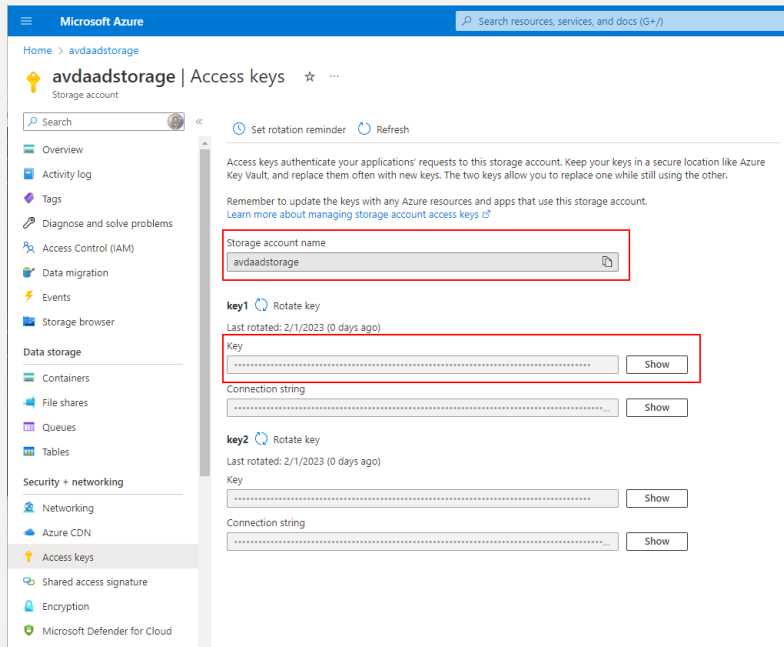 Microsoft Azure
Search resources, services, and docs (G+/)
Home > avdaadstorage
avdaadstorage | Access keys
Storage account
Search
«
Overview
Activity log
Tags
Diagnose and solve problems
Access Control (IAM)
Data migration
Events
Storage browser
Data storage
Containers
File shares
Queues
Tables
Security + networking
Networking
Azure CDN
Access keys
Shared access signature
Encryption
Microsoft Defender for Cloud
Set rotation reminder
Refresh
Access keys authenticate your applications' requests to this storage account. Keep your keys in a secure location like Azure
Key Vault, and replace them often with new keys. The two keys allow you to replace one while still using the other.
Remember to update the keys with any Azure resources and apps that use this storage account.
Learn more about managing storage account access keys
Storage account name
avdaadstorage
key1 Rotate key
Last rotated: 2/1/2023 (0 days ago)
Key
Show
Connection string
Show
key2 Rotate key
Last rotated: 2/1/2023 (0 days ago)
Key
Show
Connection string
Show